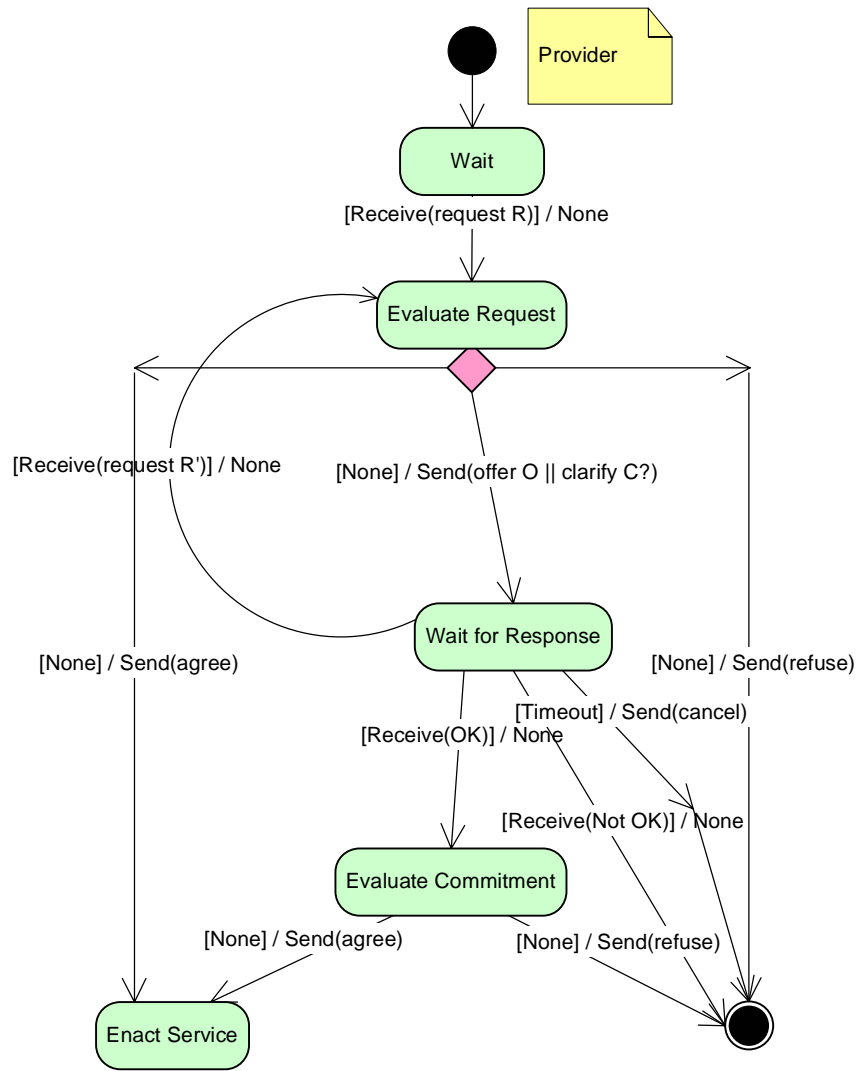 Provider
Wait
[Receive(request R)] / None
Evaluate Request
[Receive(request R')] / None
[None] / Send(offer O || clarify C?)
Wait for Response
[None] / Send(agree)
[None] / Send(refuse)
[Timeout] / Send(cancel)
[Receive(OK)] / None
[Receive(Not OK)] / None
Evaluate Commitment
[None] / Send(agree)
[None] / Send(refuse)
Enact Service